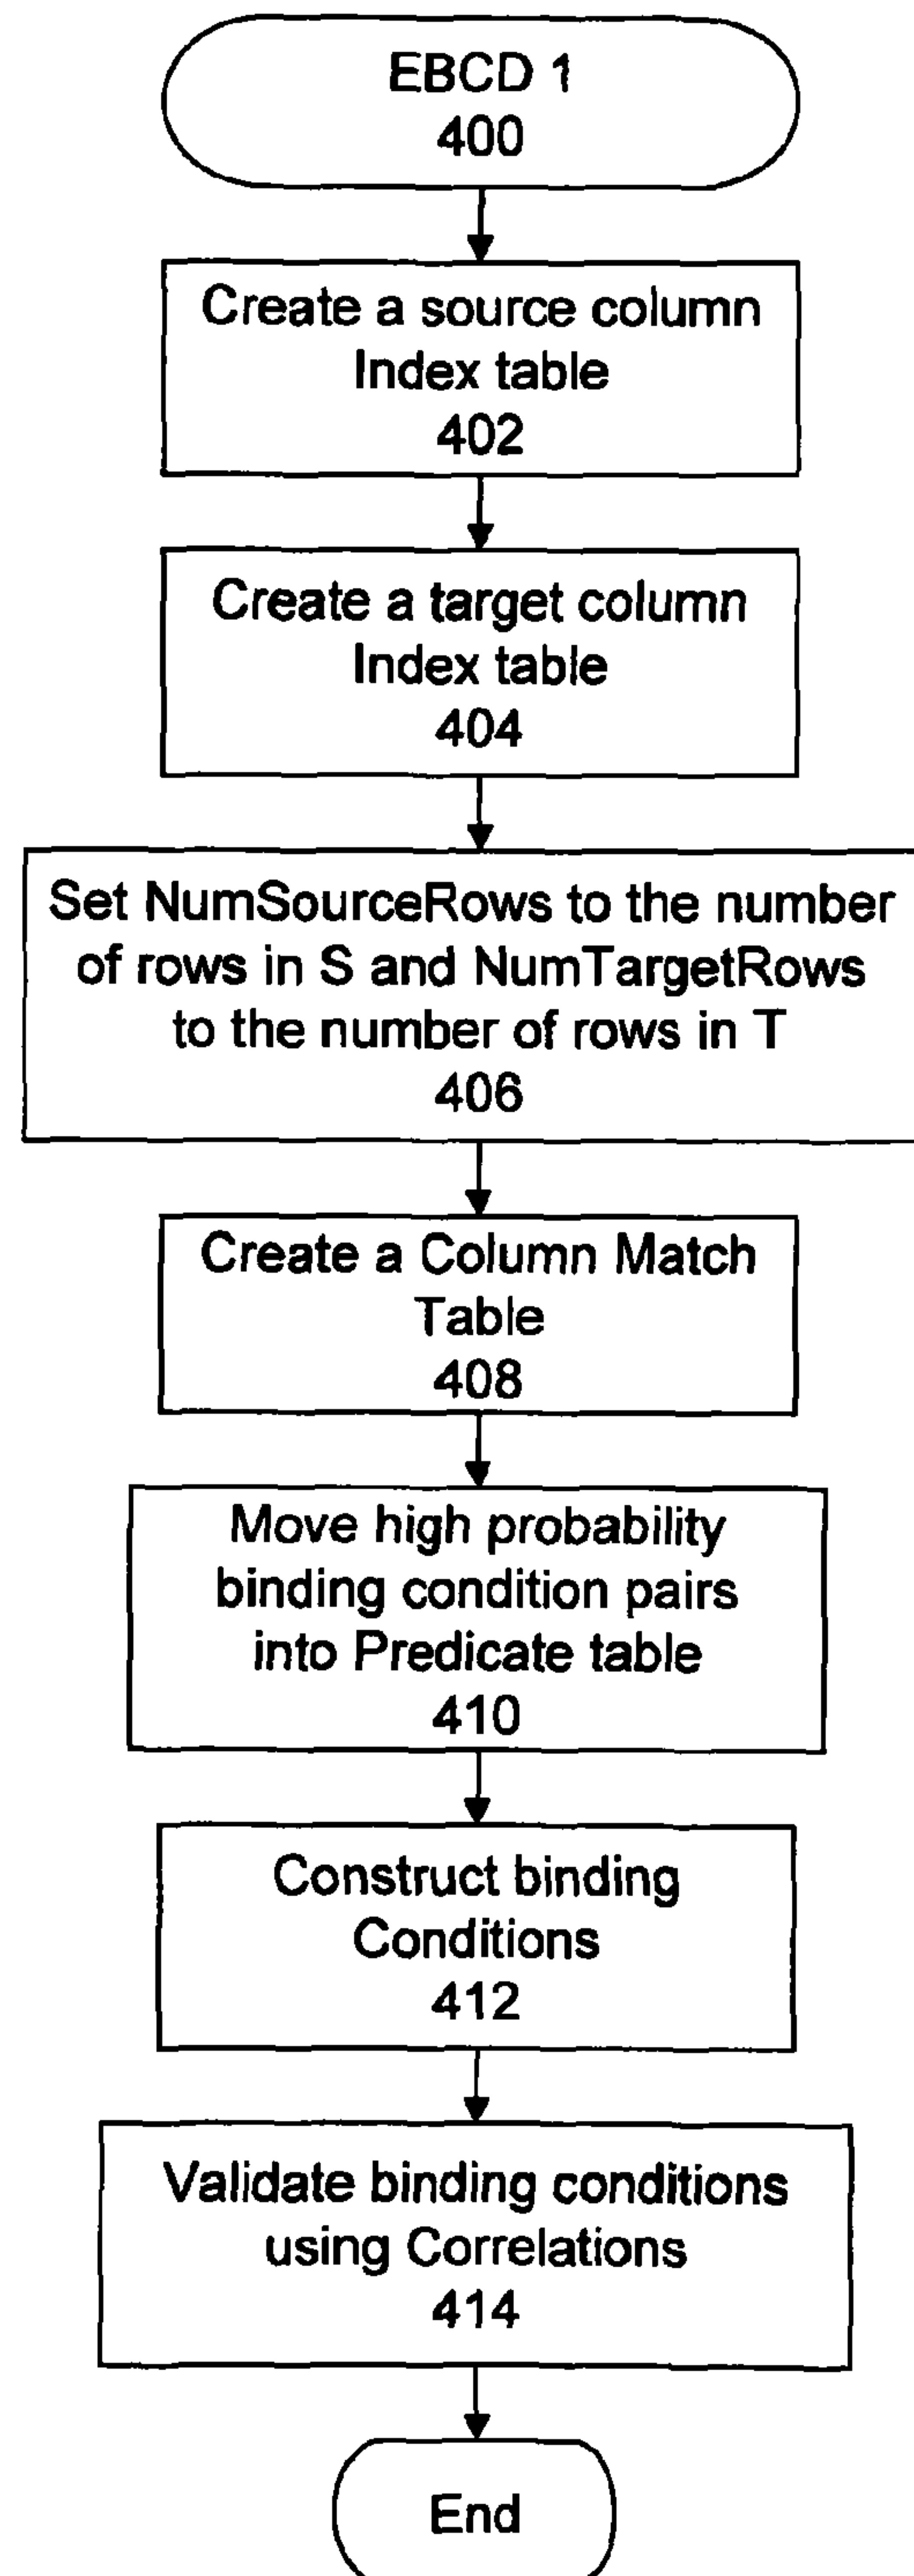 EBCD 1
400
Create a source column
Index table
402
Create a target column
Index table
404
Set NumSourceRows to the number
of rows in S and NumTargetRows
to the number of rows in T
406
Create a Column Match
Table
408
Move high probability
binding condition pairs
into Predicate table
410
Construct binding
Conditions
412
Validate binding conditions
using Correlations
414
End